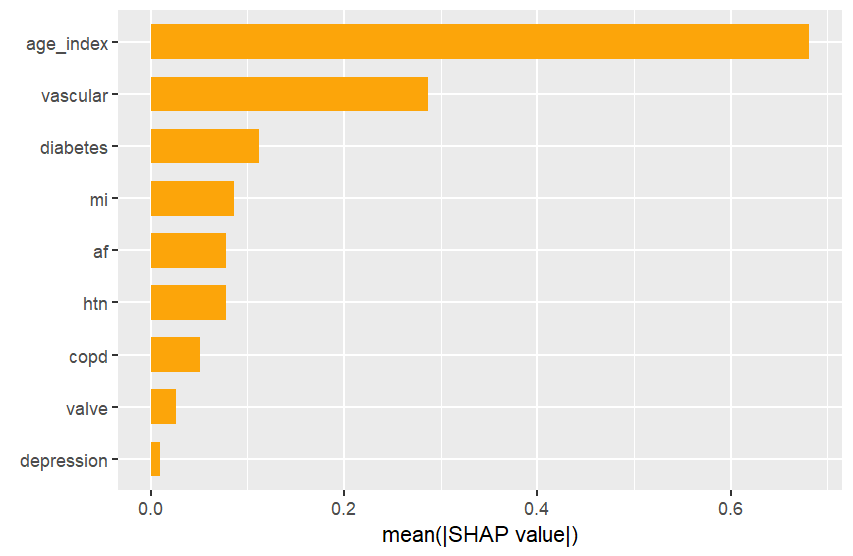 age_index
vascular
diabetes
mi
af
htn
copd
valve
depression
0.0 0.2 0.4 0.6
mean(|SHAP value|)